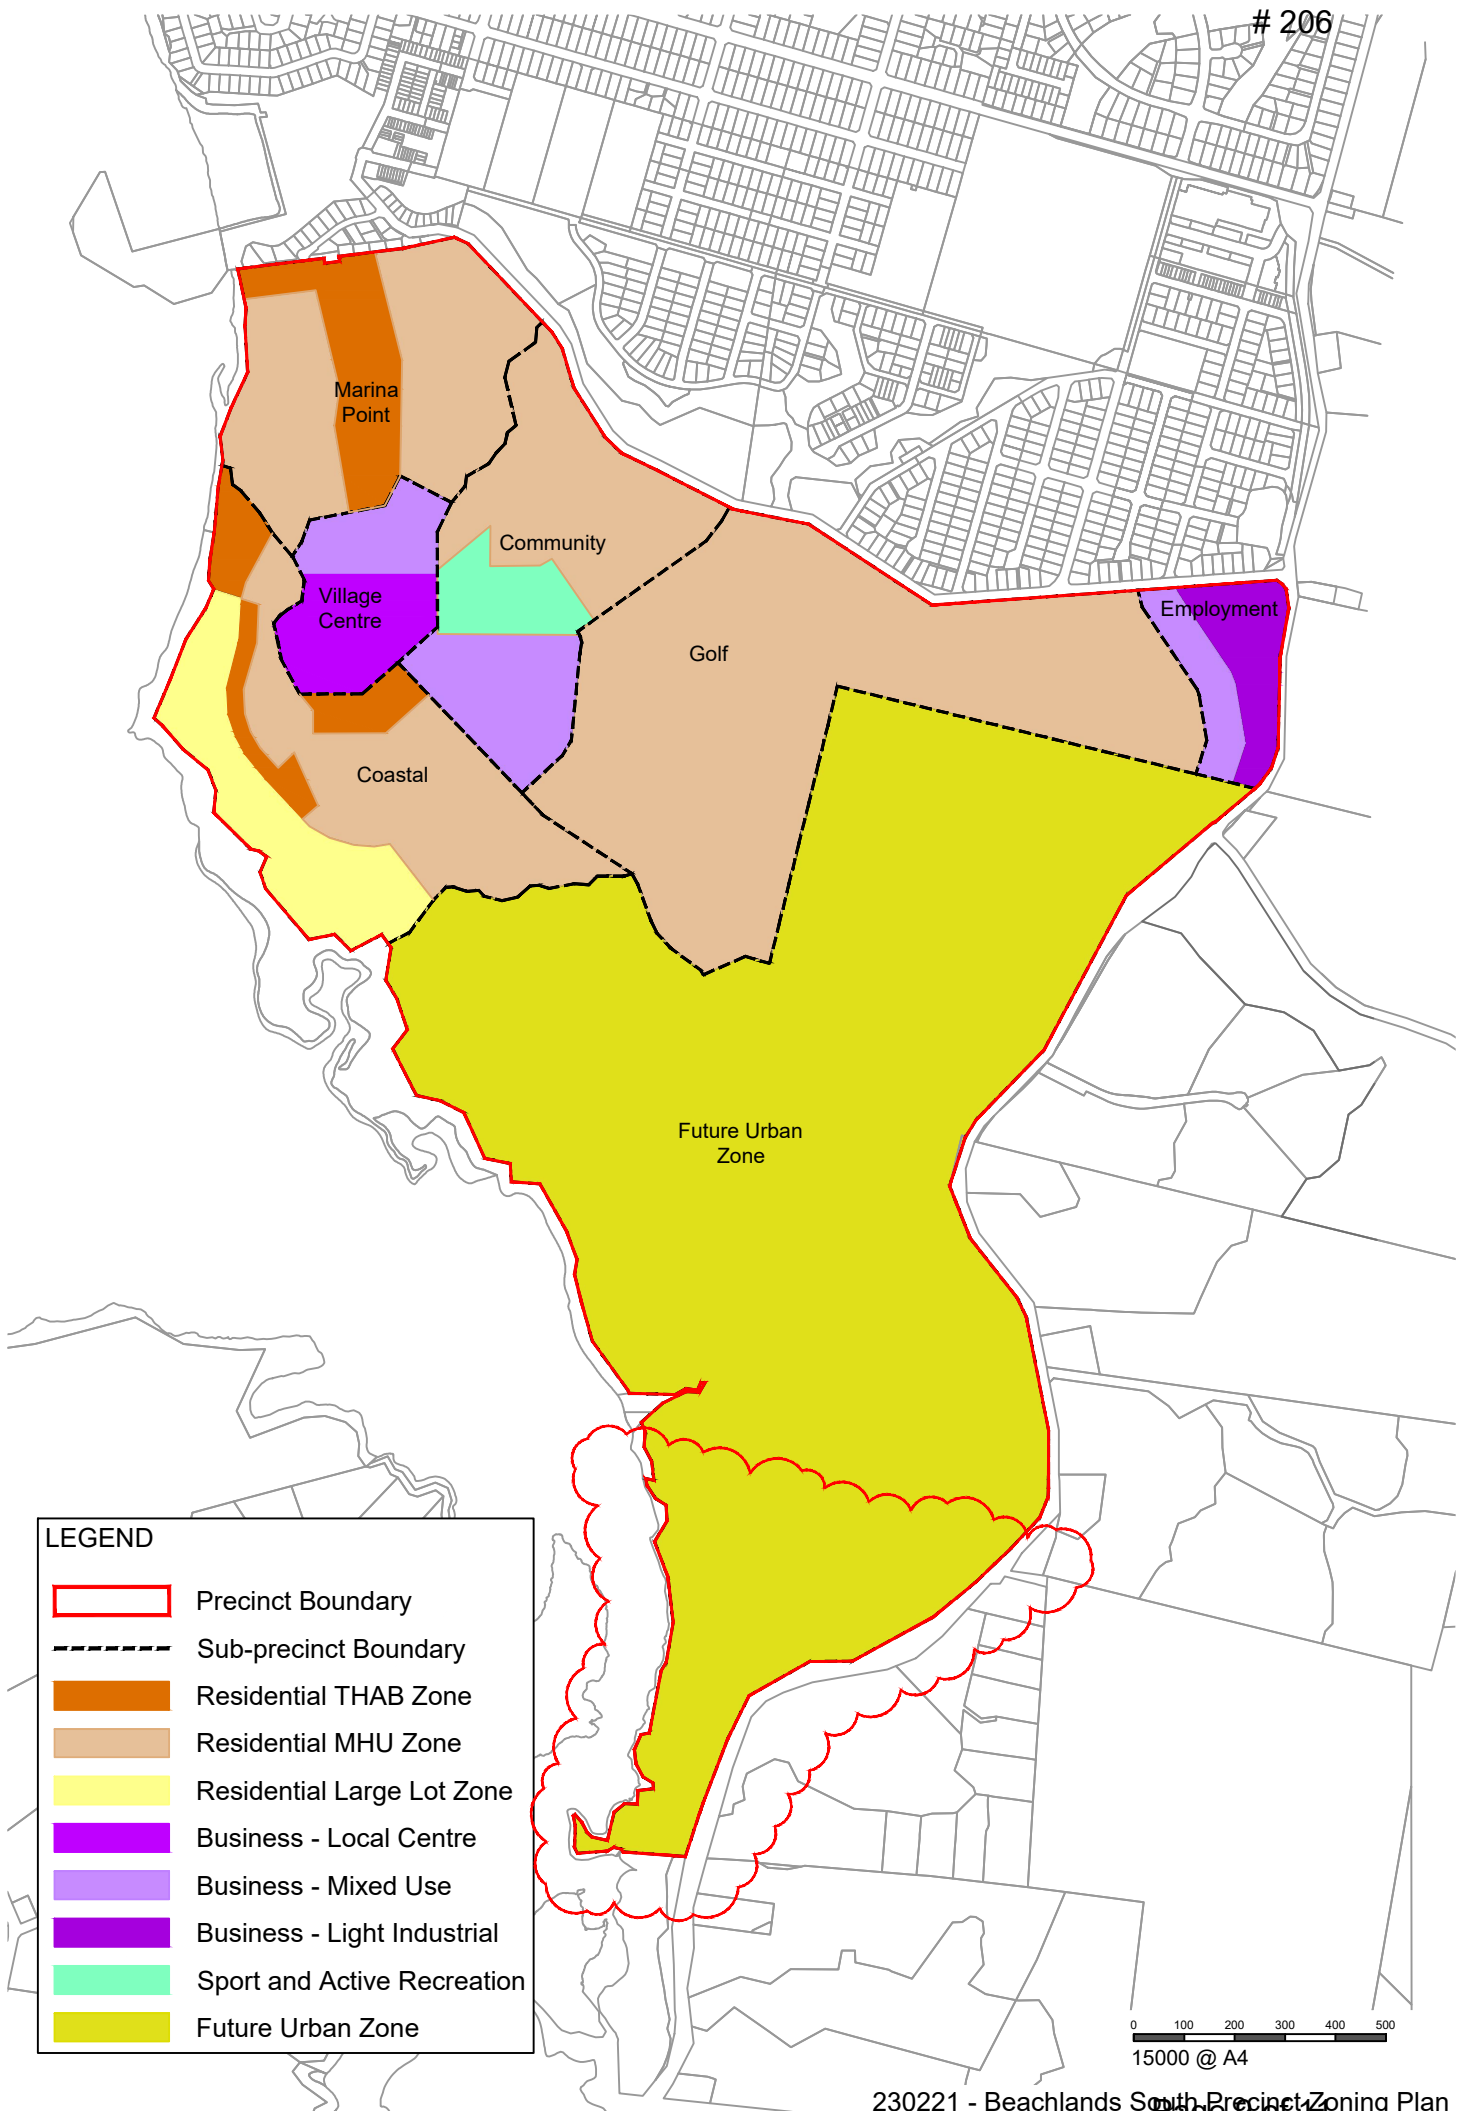 # 206
Marina
Point
Community
Village
Centre
Employment
Golf
Coastal
Future Urban
Zone
LEGEND
Precinct Boundary
Sub-precinct Boundary
Residential THAB Zone
Residential MHU Zone
Residential Large Lot Zone
Business - Local Centre
Business - Mixed Use
Business - Light Industrial
Sport and Active Recreation
Future Urban Zone
0 100 200 300 400 500
15000 @ A4
230221 - Beachlands South Precinct Zoning Plan